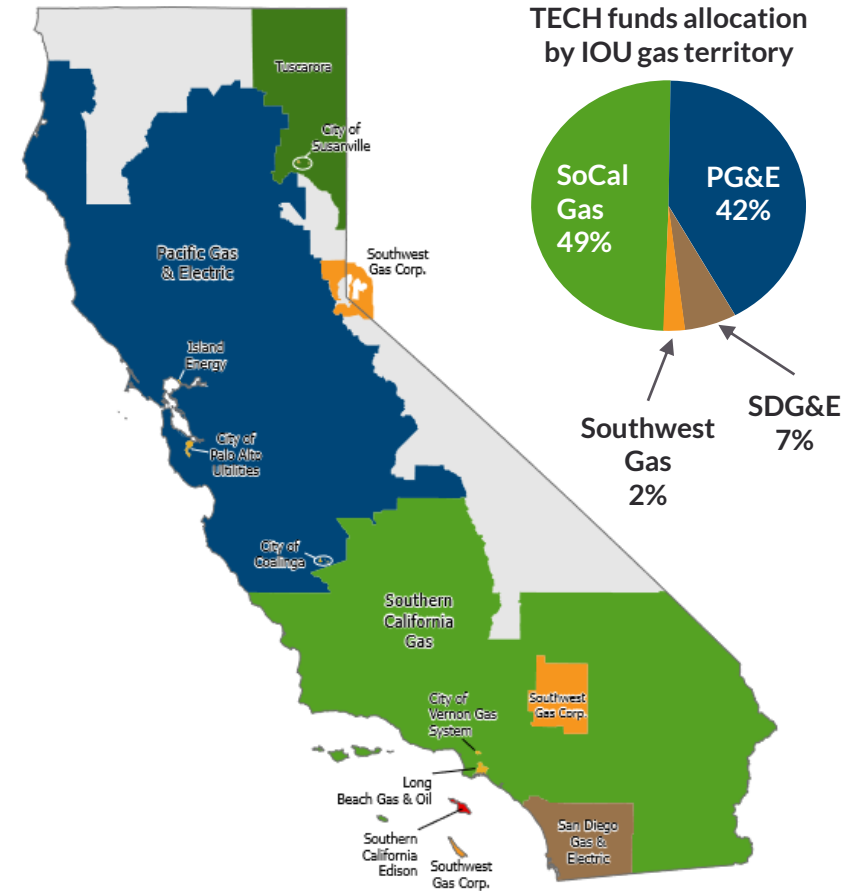 TECH funds allocation
by IOU gas territory
SoCal
Gas
49%
PG&E
42%
Southwest
Gas
2%
SDG&E
7%
Tuscarora
City of
Susanville
Pacific Gas
& Electric
Southwest
Gas Corp.
Island
Energy
City of
Palo Alto
Ultilities
City of
Coalinga
Southern
California
Gas
City of
Vernon Gas
System
Southwest
Gas Corp.
Long
Beach Gas & Oil
Southern
California
Edison
Southwest
Gas Corp.
San Diego
Gas &
Electric